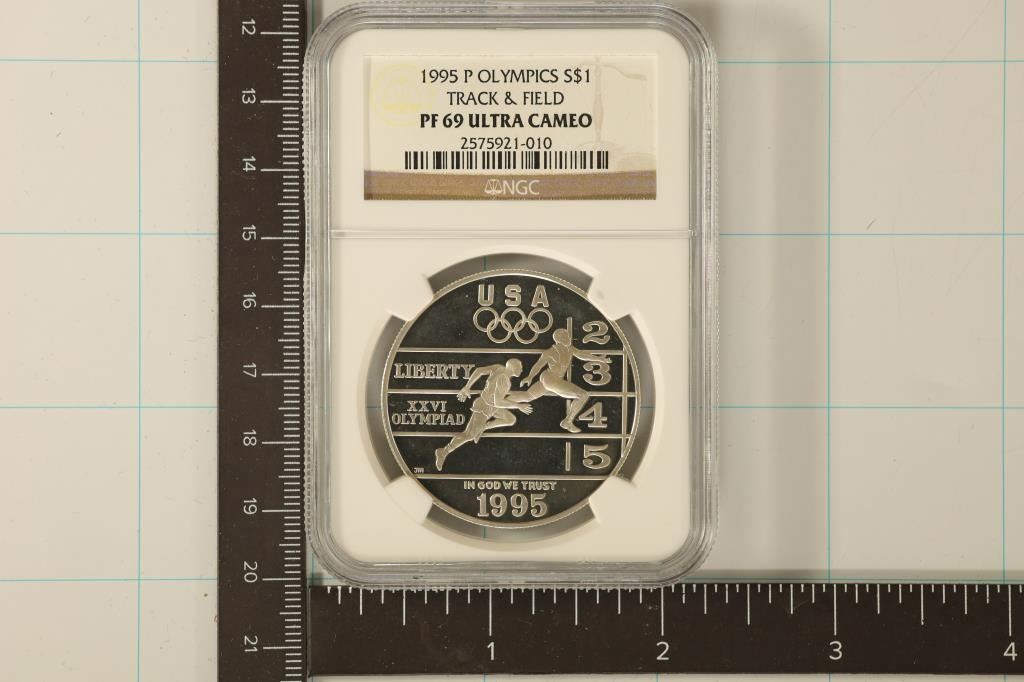 1995 P OLYMPICS S$1
TRACK & FIELD
PF 69 ULTRA CAMEO
2575921-010
NGC
USA
2
3
4
15
LIBERTY
XXVI
OLYMPIAD
IN GOD WE TRUST
1995
12
13
14
15
16
17
18
19
20
21
1 2 3 4